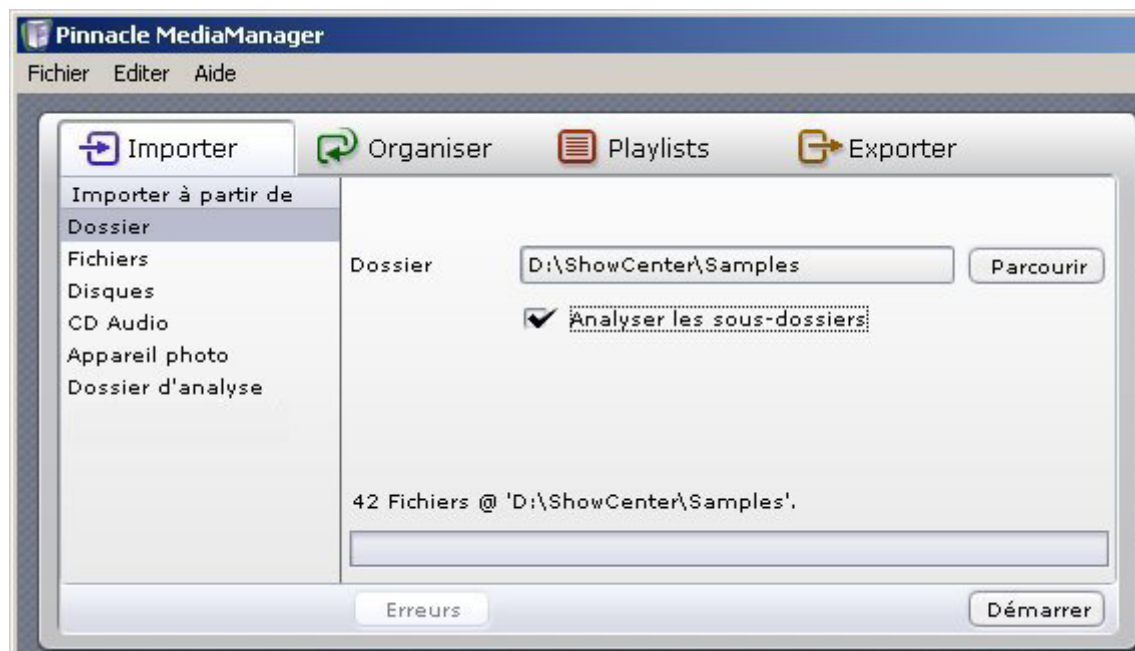 Pinnacle MediaManager
Fichier Editer Aide
Importer Organiser Playlists Exporter
Importer à partir de
Dossier
Fichiers
Disques
CD Audio
Appareil photo
Dossier d'analyse
Dossier D:\ShowCenter\Samples Parcourir
Analyser les sous-dossiers
42 Fichiers @ 'D:\ShowCenter\Samples'.
Erreurs Démarrer